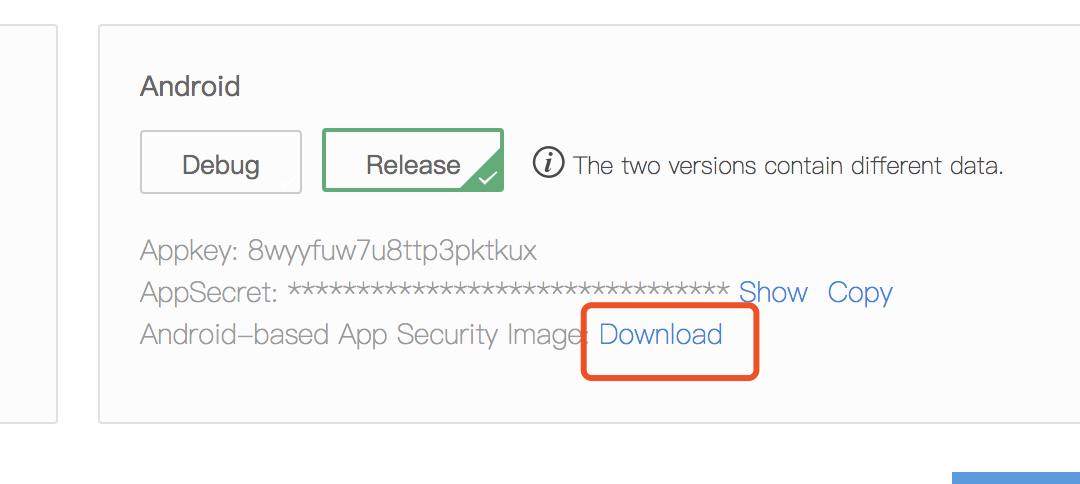 Android
Debug
Release
The two versions contain different data.
Appkey: 8wyyfuw7u8ttp3pktkux
AppSecret: ******************************** Show Copy
Android-based App Security Image: Download